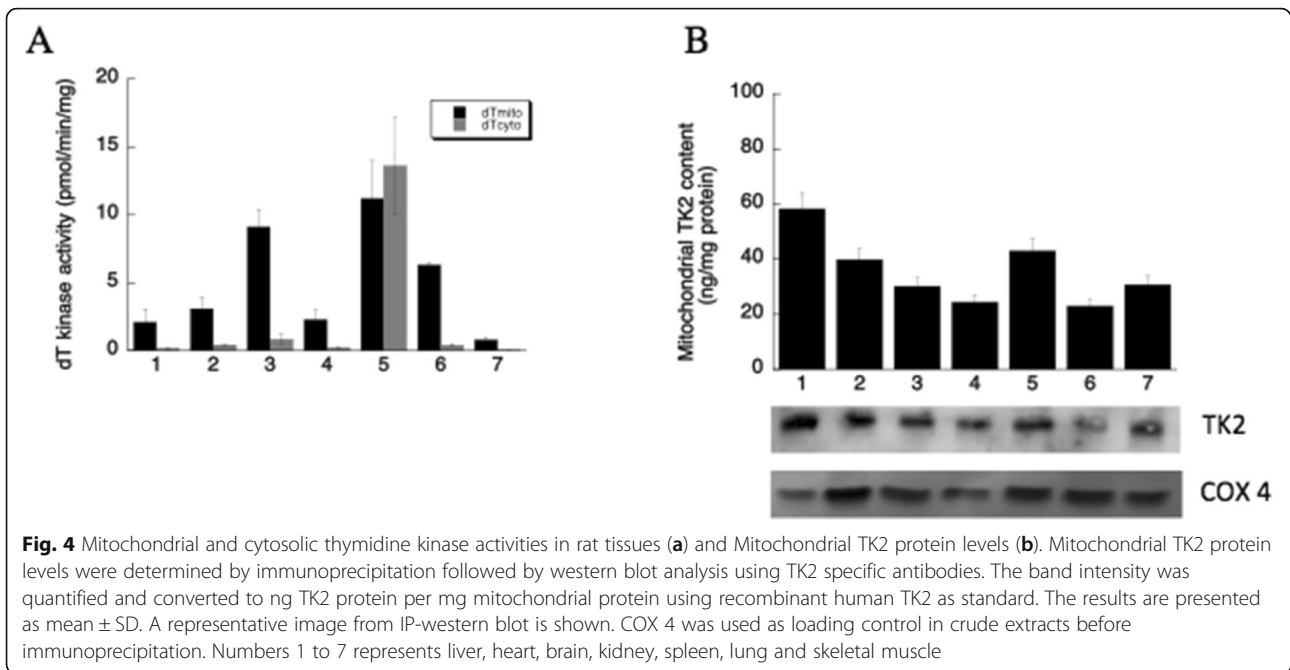 A
B
dT kinase activity (pmol/min/mg)
20
15
10
5
0
dTmito
dTcyto
1 2 3 4 5 6 7
Mitochondrial TK2 content
(ng/mg protein)
100
80
60
40
20
0
1 2 3 4 5 6 7
TK2
COX 4
Fig. 4 Mitochondrial and cytosolic thymidine kinase activities in rat tissues (a) and Mitochondrial TK2 protein levels (b). Mitochondrial TK2 protein
levels were determined by immunoprecipitation followed by western blot analysis using TK2 specific antibodies. The band intensity was
quantified and converted to ng TK2 protein per mg mitochondrial protein using recombinant human TK2 as standard. The results are presented
as mean ± SD. A representative image from IP-western blot is shown. COX 4 was used as loading control in crude extracts before
immunoprecipitation. Numbers 1 to 7 represents liver, heart, brain, kidney, spleen, lung and skeletal muscle